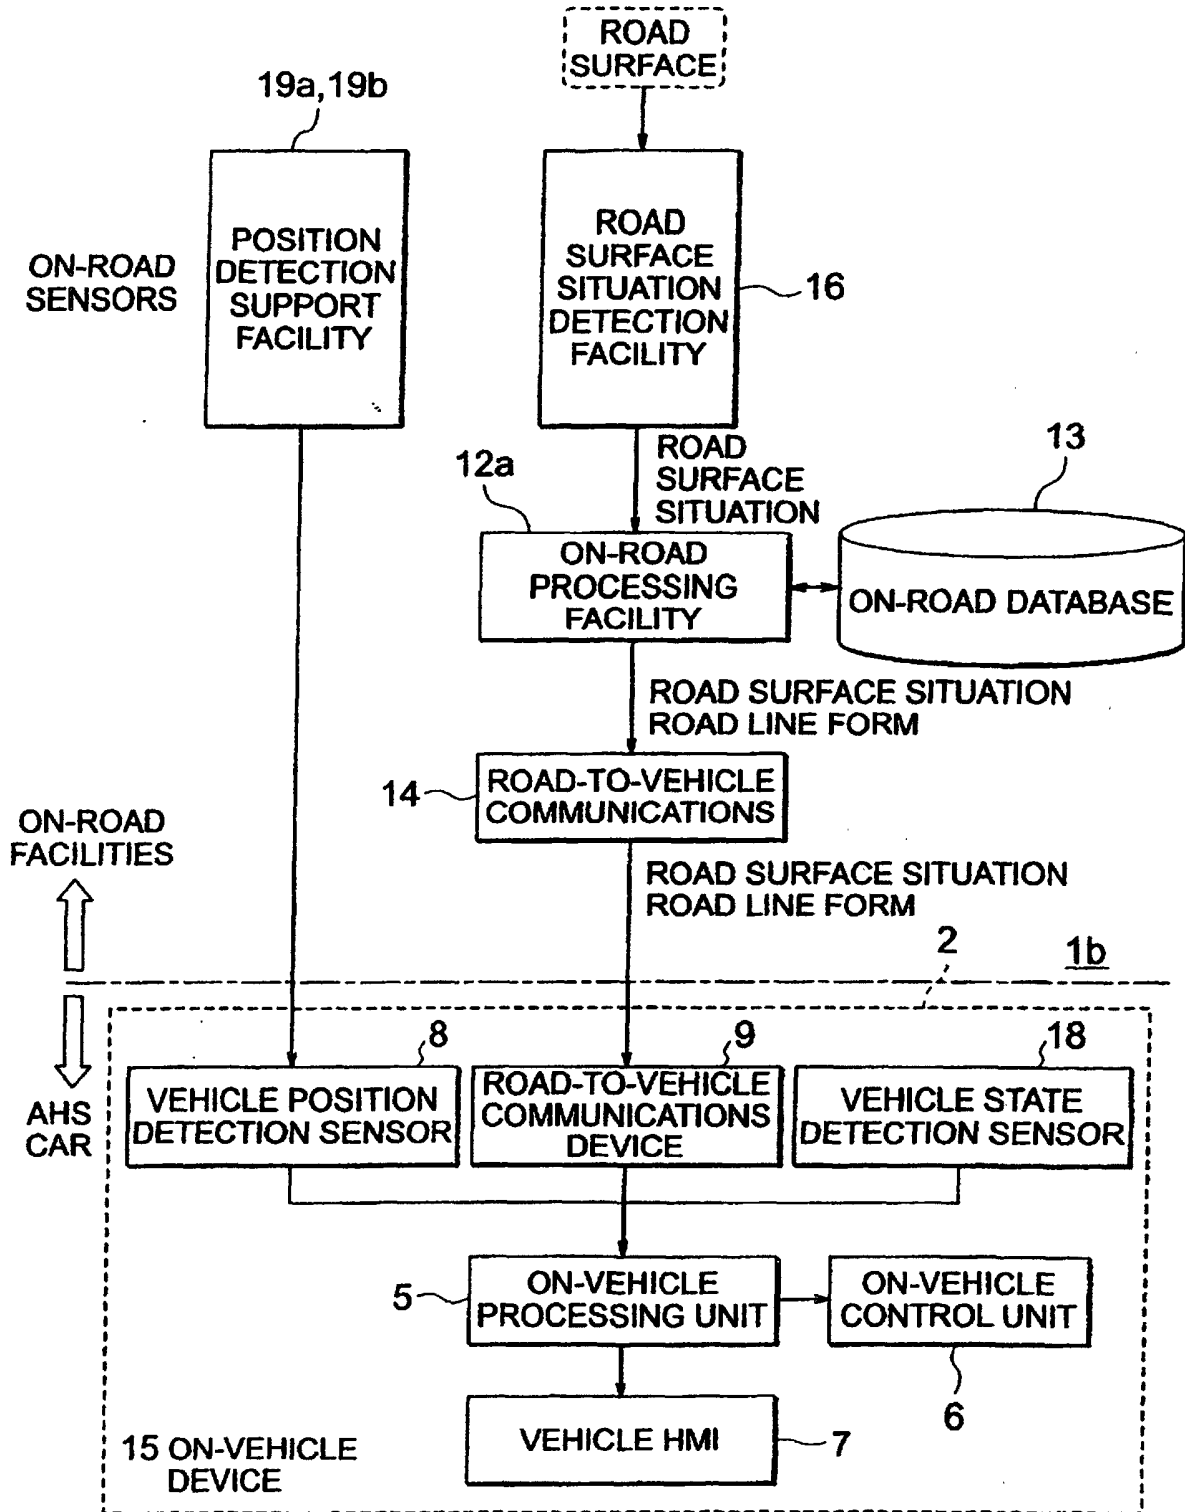 ROAD
SURFACE
19a,19b
POSITION
DETECTION
SUPPORT
FACILITY
ROAD
SURFACE
SITUATION
DETECTION
FACILITY
16
ON-ROAD
SENSORS
ROAD
SURFACE
SITUATION
12a
13
ON-ROAD
PROCESSING
FACILITY
ON-ROAD DATABASE
ROAD SURFACE SITUATION
ROAD LINE FORM
14
ROAD-TO-VEHICLE
COMMUNICATIONS
ON-ROAD
FACILITIES
ROAD SURFACE SITUATION
ROAD LINE FORM
2
1b
AHS
CAR
8
VEHICLE POSITION
DETECTION SENSOR
9
ROAD-TO-VEHICLE
COMMUNICATIONS
DEVICE
18
VEHICLE STATE
DETECTION SENSOR
5
ON-VEHICLE
PROCESSING UNIT
ON-VEHICLE
CONTROL UNIT
6
VEHICLE HMI
7
15 ON-VEHICLE
DEVICE